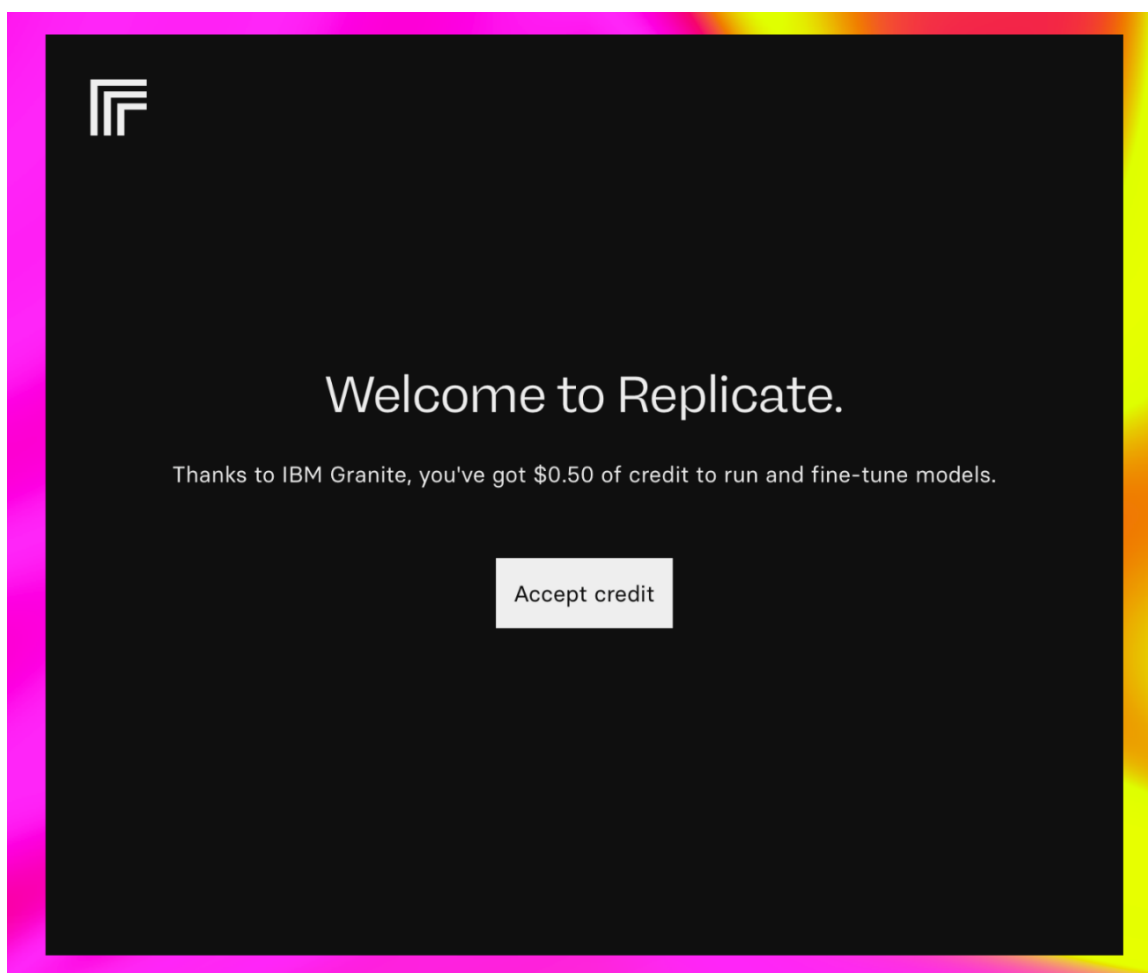 Welcome to Replicate.
Thanks to IBM Granite, you've got $0.50 of credit to run and fine-tune models.
Accept credit